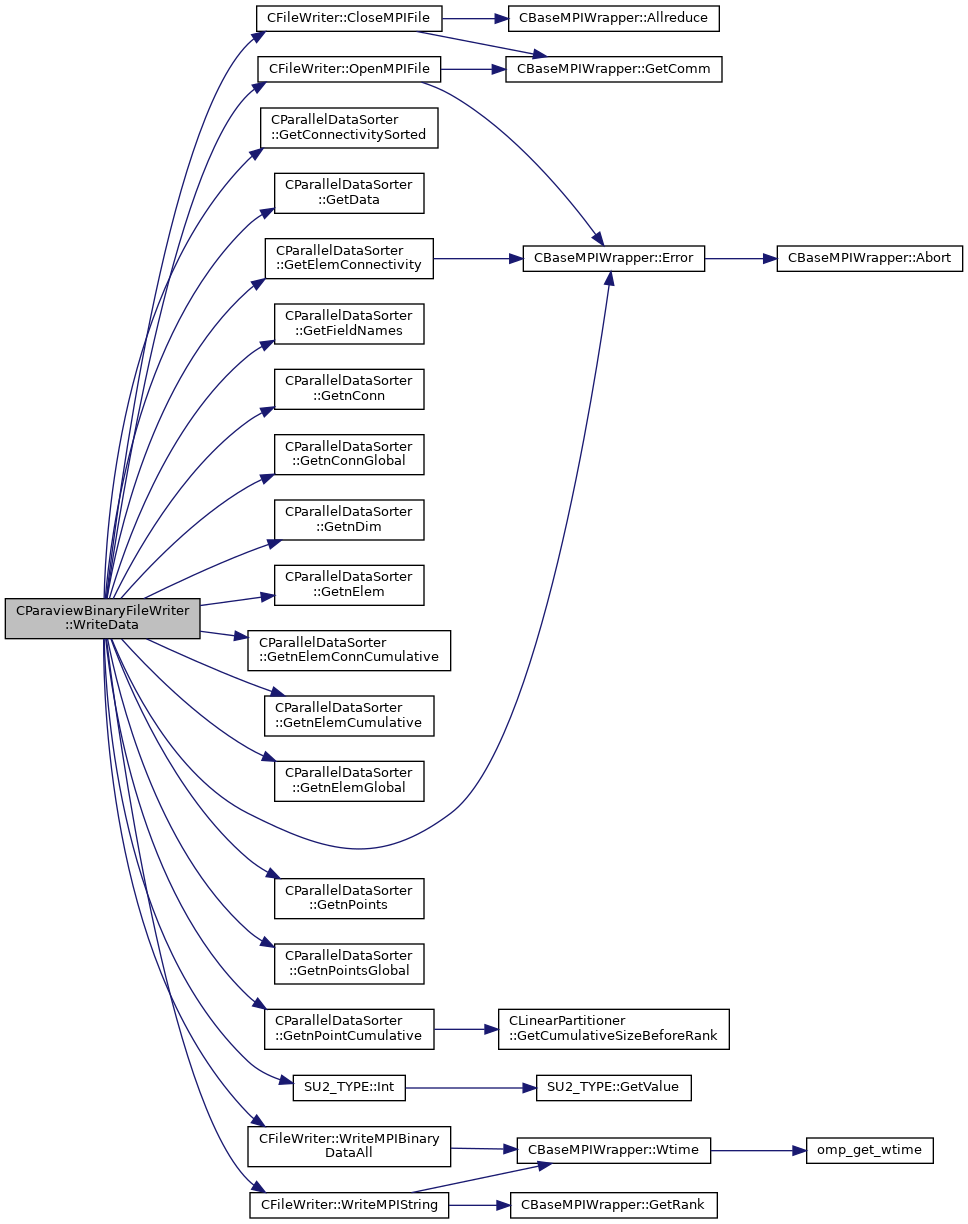 CParaviewBinaryFileWriter
::WriteData
CFileWriter::CloseMPIFile
CBaseMPIWrapper::Allreduce
CBaseMPIWrapper::GetComm
CFileWriter::OpenMPIFile
CParallelDataSorter
::GetConnectivitySorted
CParallelDataSorter
::GetData
CParallelDataSorter
::GetElemConnectivity
CBaseMPIWrapper::Error
CBaseMPIWrapper::Abort
CParallelDataSorter
::GetFieldNames
CParallelDataSorter
::GetnConn
CParallelDataSorter
::GetnConnGlobal
CParallelDataSorter
::GetnDim
CParallelDataSorter
::GetnElem
CParallelDataSorter
::GetnElemConnCumulative
CParallelDataSorter
::GetnElemCumulative
CParallelDataSorter
::GetnElemGlobal
CParallelDataSorter
::GetnPoints
CParallelDataSorter
::GetnPointsGlobal
CParallelDataSorter
::GetnPointCumulative
CLinearPartitioner
::GetCumulativeSizeBeforeRank
SU2_TYPE::Int
SU2_TYPE::GetValue
CFileWriter::WriteMPIBinary
DataAll
CBaseMPIWrapper::Wtime
omp_get_wtime
CFileWriter::WriteMPIString
CBaseMPIWrapper::GetRank